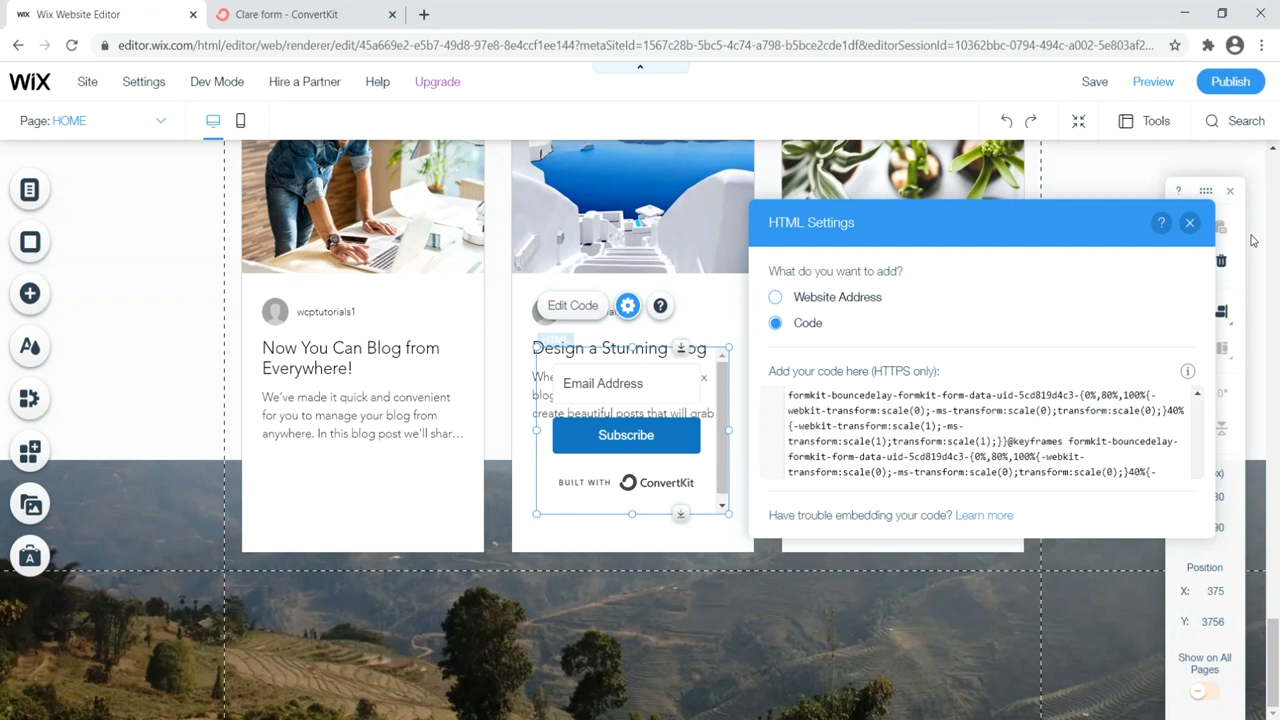 WIX Wix Website Editor
Clare form - ConvertKit
editor.wix.com/html/editor/web/renderer/edit/45a669e2-e5b7-49d8-97e8-8e4ccf1ee144?metaSiteId=1567c28b-5bc5-4c74-a798-b5bce2cde1df&editorSessionId=10362bbc-0794-494c-a002-5e803af2...
WiX Site Settings Dev Mode Hire a Partner Help Upgrade Save Preview Publish
Page: HOME Tools Search
HTML Settings
?
What do you want to add?
Website Address
Code
Add your code here (HTTPS only):
formkit-bouncedelay-formkit-form-data-uid-5cd819d4c3-{0%,80%,100%{-
webkit-transform:scale(0);-ms-transform:scale(0);transform:scale(0);}40%
{-webkit-transform:scale(1);-ms-
transform:scale(1);transform:scale(1);}}@keyframes formkit-bouncedelay-
formkit-form-data-uid-5cd819d4c3-{0%,80%,100%{-webkit-
transform:scale(0);-ms-transform:scale(0);transform:scale(0);}40%{-
Have trouble embedding your code? Learn more
wcptutorials1
Now You Can Blog from
Everywhere!
We've made it quick and convenient
for you to manage your blog from
anywhere. In this blog post we'll shar...
Edit Code
?
HTML
Design a Stunning Blog
Whe
blog
create beautiful posts that will grab
Email Address
Subscribe
BUILT WITH ConvertKit
?
Position
X: 375
Y: 3756
Show on All
Pages
A